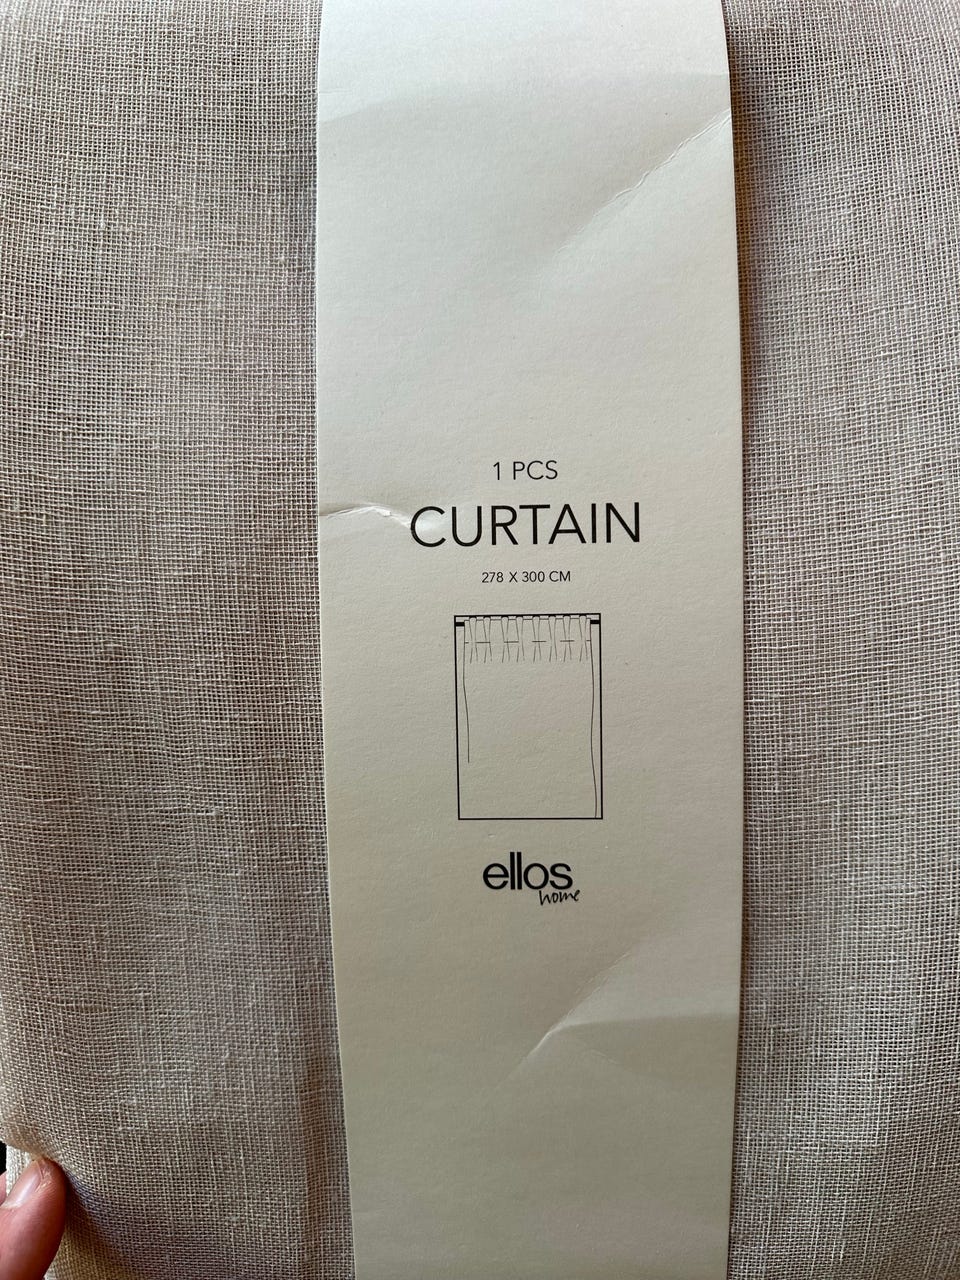 1 PCS
CURTAIN
278 X 300 CM
ellos
home